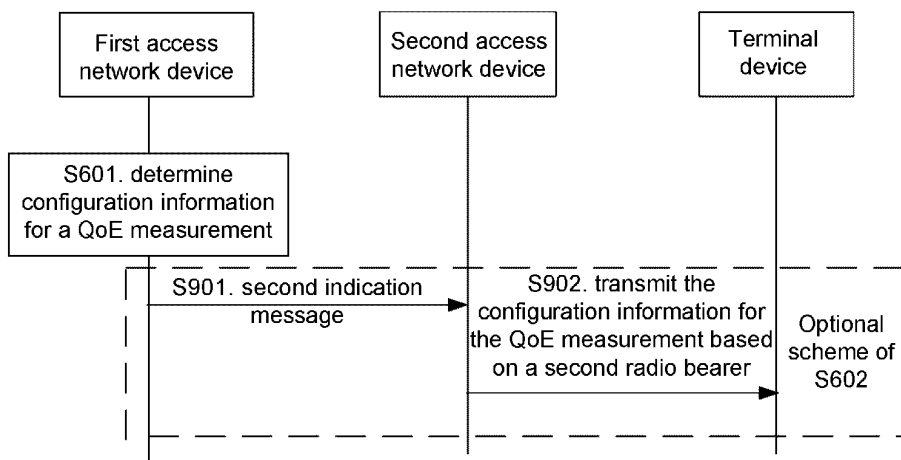 First access
network device
Second access
network device
Terminal
device
S601. determine
configuration information
for a QoE measurement
S901. second indication
message
S902. transmit the
configuration information for
the QoE measurement based
on a second radio bearer
Optional
scheme of
S602